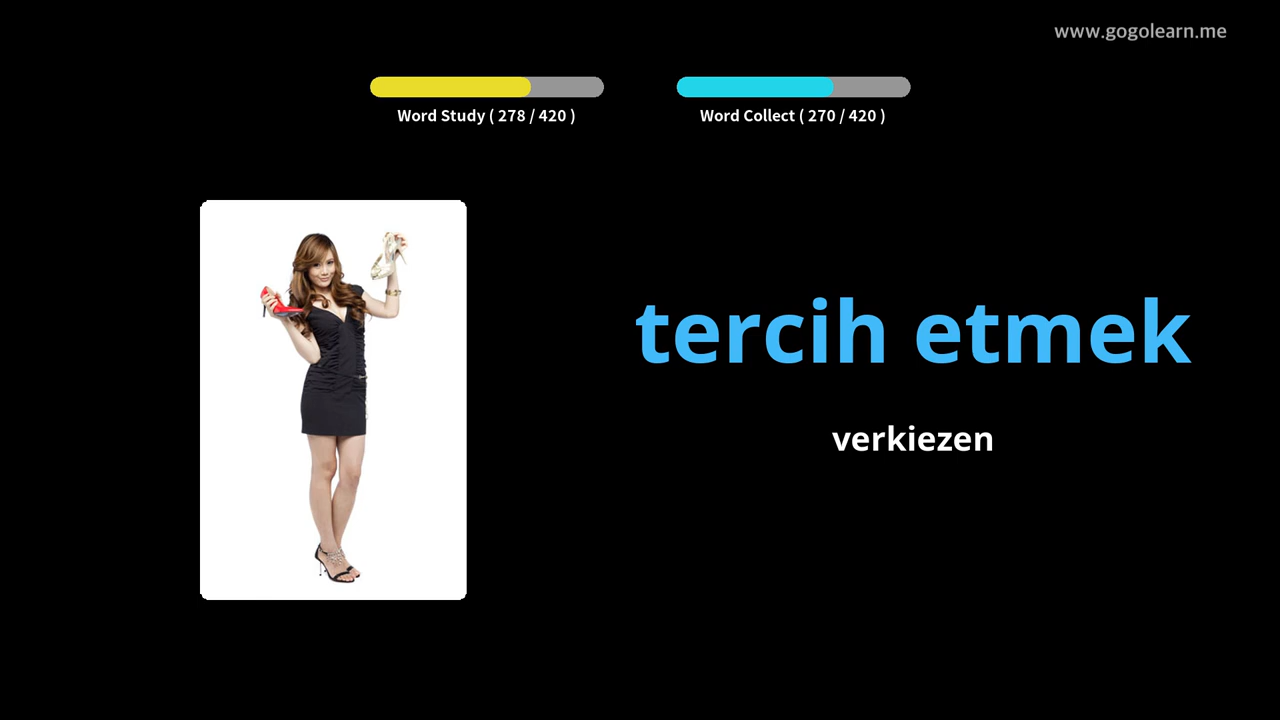 www.gogolearn.me
Word Study ( 278 / 420 )
Word Collect ( 270 / 420 )
tercih etmek
verkiezen